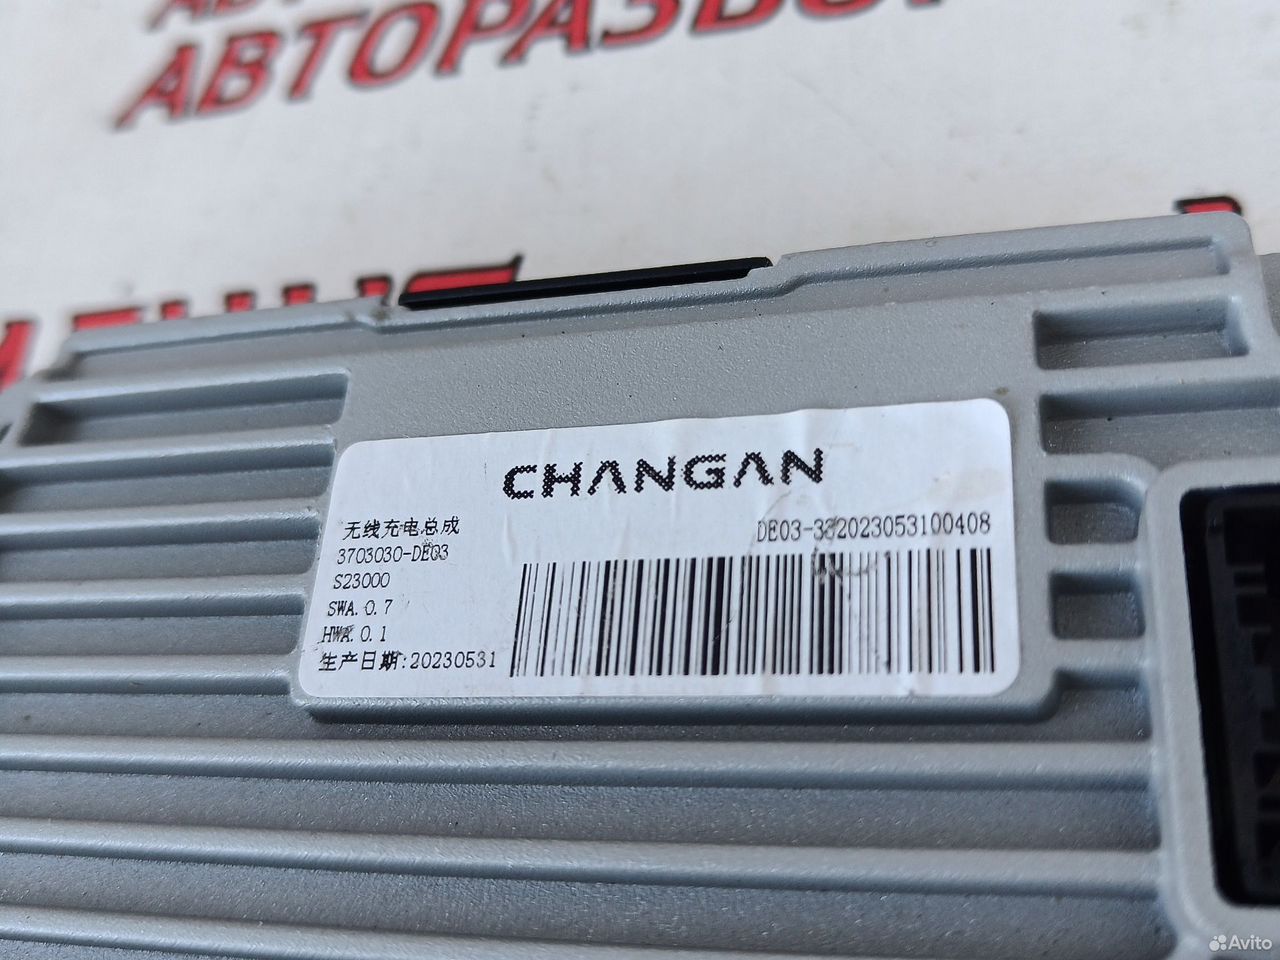 АВТОРАЗБОР
CHANGAN
无线充电总成
3703030-DE03
S23000
SWA.0.7
HWA.0.1
生产日期:20230531
DE03-332023053100408
Avito